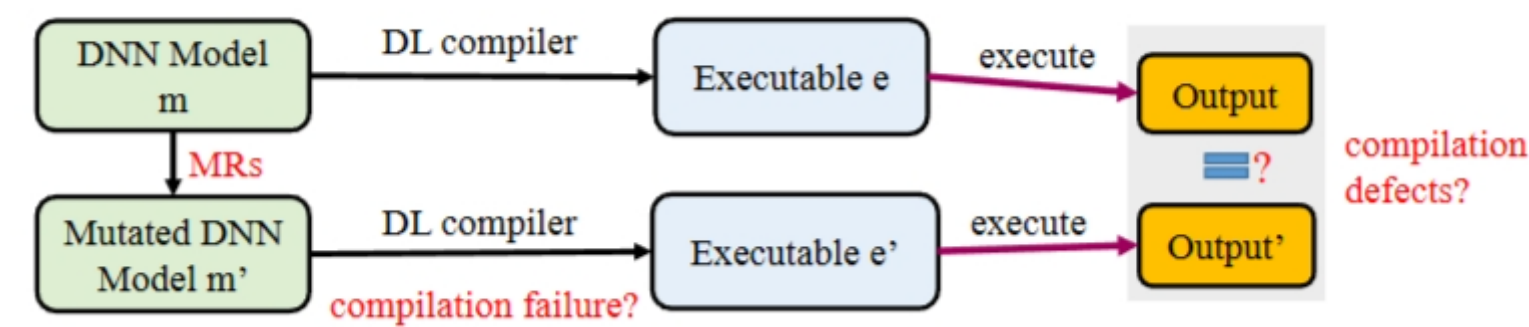 DNN Model
m
DL compiler
Executable e
execute
Output
MRs
=?
compilation
defects?
Mutated DNN
Model m’
DL compiler
compilation failure?
Executable e’
execute
Output’